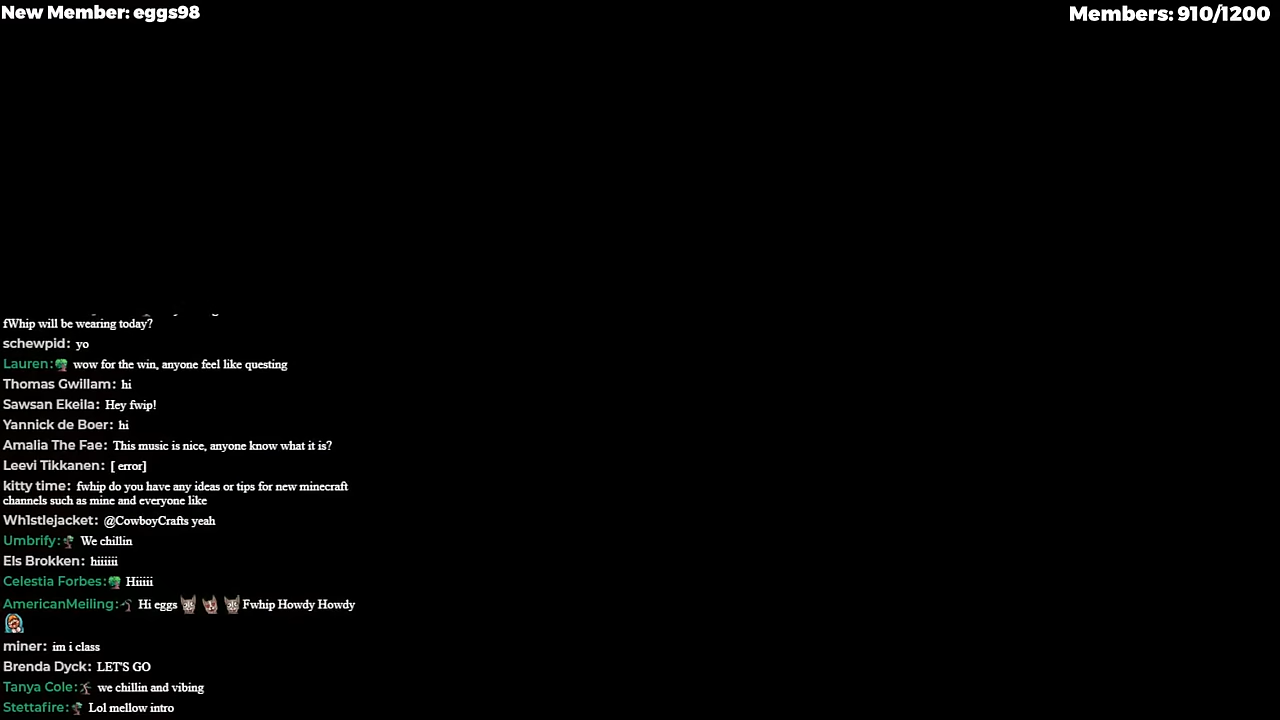 New Member: eggs98
Members: 910/1200
fWhip will be wearing today?
schewpid: yo
Lauren: wow for the win, anyone feel like questing
Thomas Gwillam: hi
Sawsan Ekeila: Hey fwip!
Yannick de Boer: hi
Amalia The Fae: This music is nice, anyone know what it is?
Leevi Tikkanen: [ error]
kitty time: fwhip do you have any ideas or tips for new minecraft
channels such as mine and everyone like
Wh1stlejacket: @CowboyCrafts yeah
Umbrify: We chillin
Els Brokken: hiiiiii
Celestia Forbes: Hiiiii
AmericanMeiling: Hi eggs Fwhip Howdy Howdy
miner: im i class
Brenda Dyck: LET'S GO
Tanya Cole: we chillin and vibing
Stettafire: Lol mellow intro